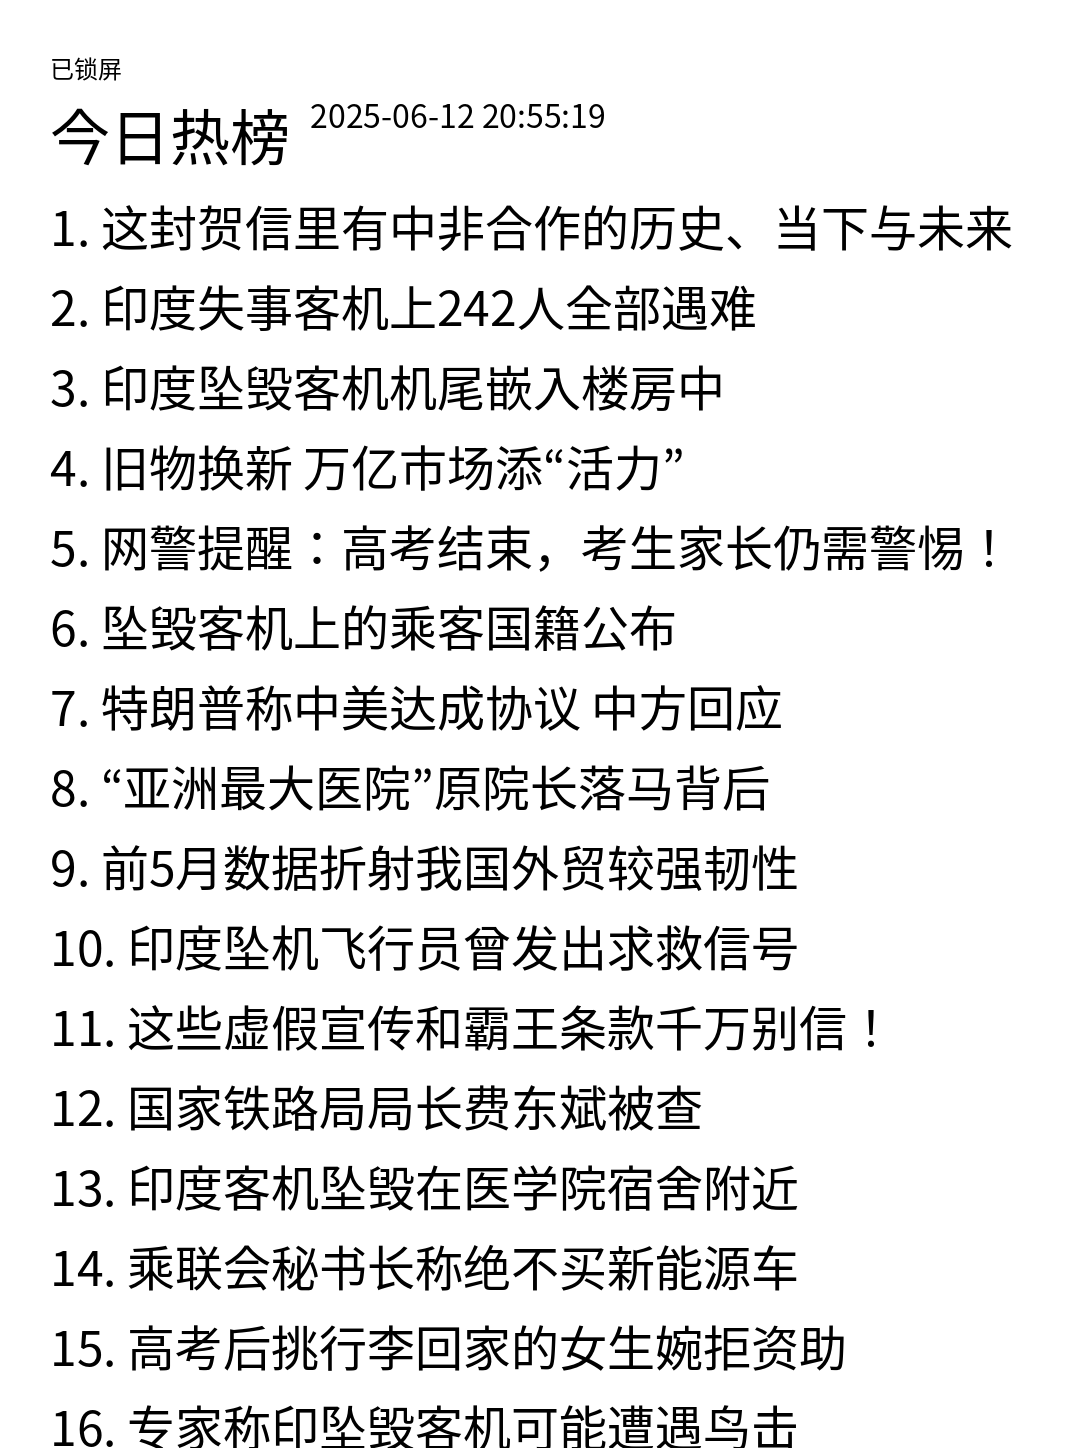 已锁屏
今日热榜 2025-06-12 20:55:19
1. 这封贺信里有中非合作的历史、当下与未来
2. 印度失事客机上242人全部遇难
3. 印度坠毁客机机尾嵌入楼房中
4. 旧物换新 万亿市场添“活力”
5. 网警提醒：高考结束，考生家长仍需警惕！
6. 坠毁客机上的乘客国籍公布
7. 特朗普称中美达成协议 中方回应
8. “亚洲最大医院”原院长落马背后
9. 前5月数据折射我国外贸较强韧性
10. 印度坠机飞行员曾发出求救信号
11. 这些虚假宣传和霸王条款千万别信！
12. 国家铁路局局长费东斌被查
13. 印度客机坠毁在医学院宿舍附近
14. 乘联会秘书长称绝不买新能源车
15. 高考后挑行李回家的女生婉拒资助
16. 专家称印坠毁客机可能遭遇鸟击